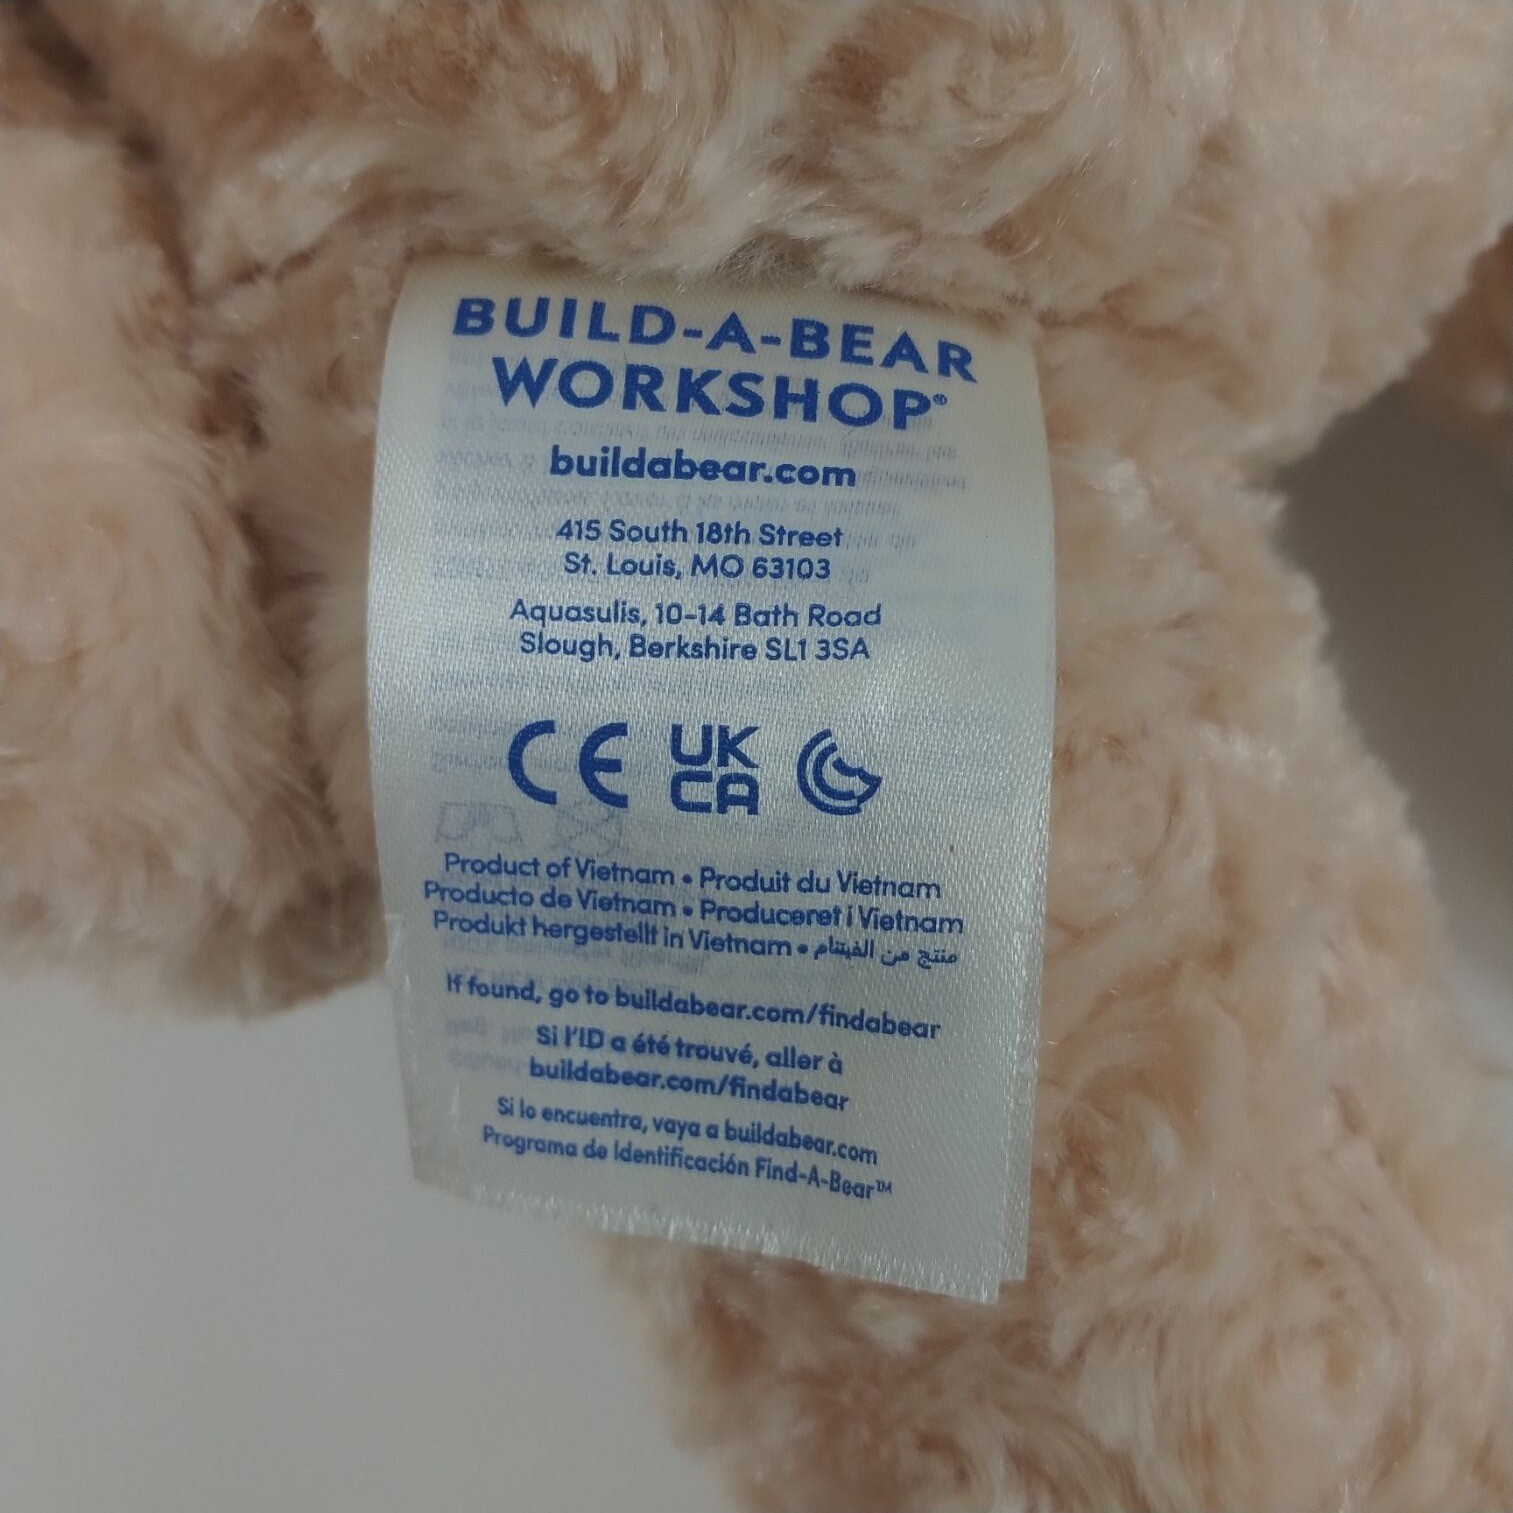 BUILD-A-BEAR
WORKSHOP®
buildabear.com
415 South 18th Street
St. Louis, MO 63103
Aquasulis, 10-14 Bath Road
Slough, Berkshire SL1 3SA
CE UK
CA
Product of Vietnam • Produit du Vietnam
Producto de Vietnam • Produceret i Vietnam
Produkt hergestellt in Vietnam • منتج من الفيتنام
If found, go to buildabear.com/findabear
Si l'ID a été trouvé, aller à
buildabear.com/findabear
Si lo encuentra, vaya a buildabear.com
Programa de Identificación Find-A-Bear™